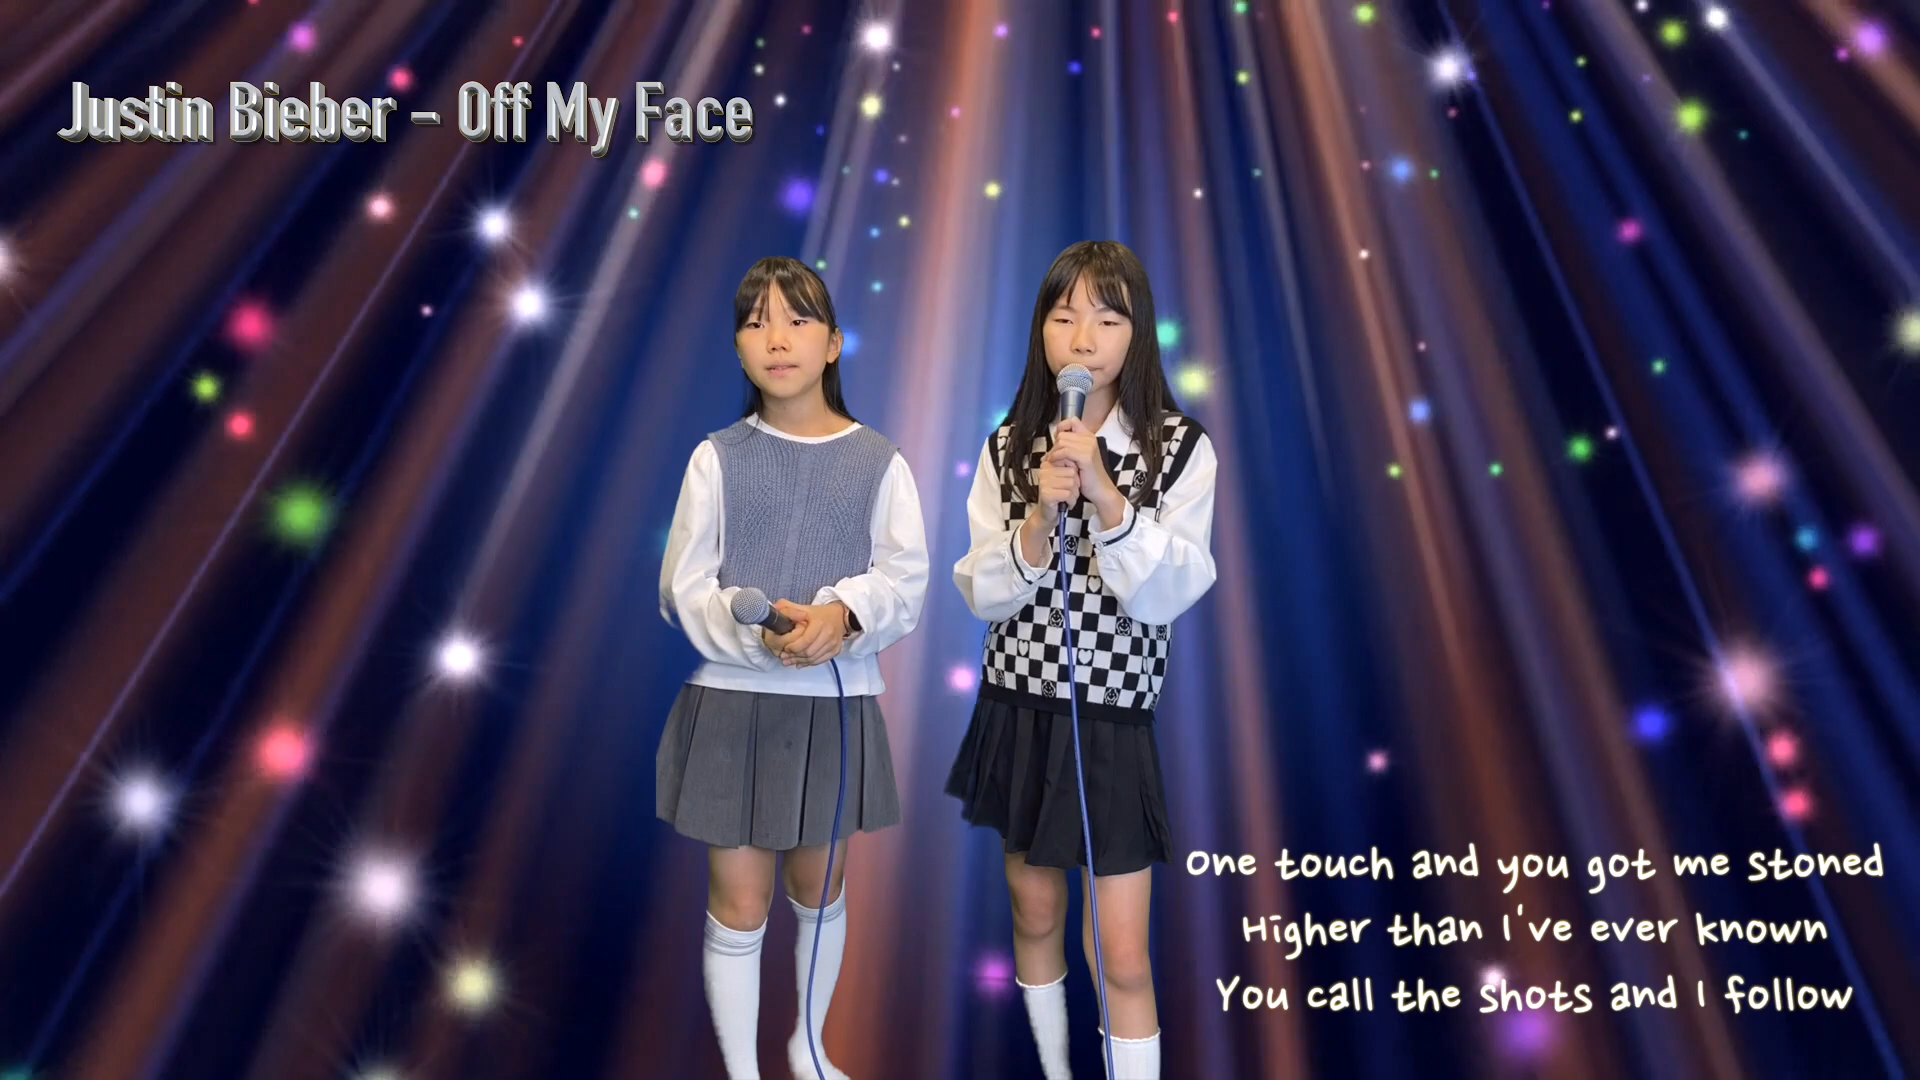 Justin Bieber - Off My Face
One touch and you got me stoned
Higher than I've ever known
You call the shots and I follow